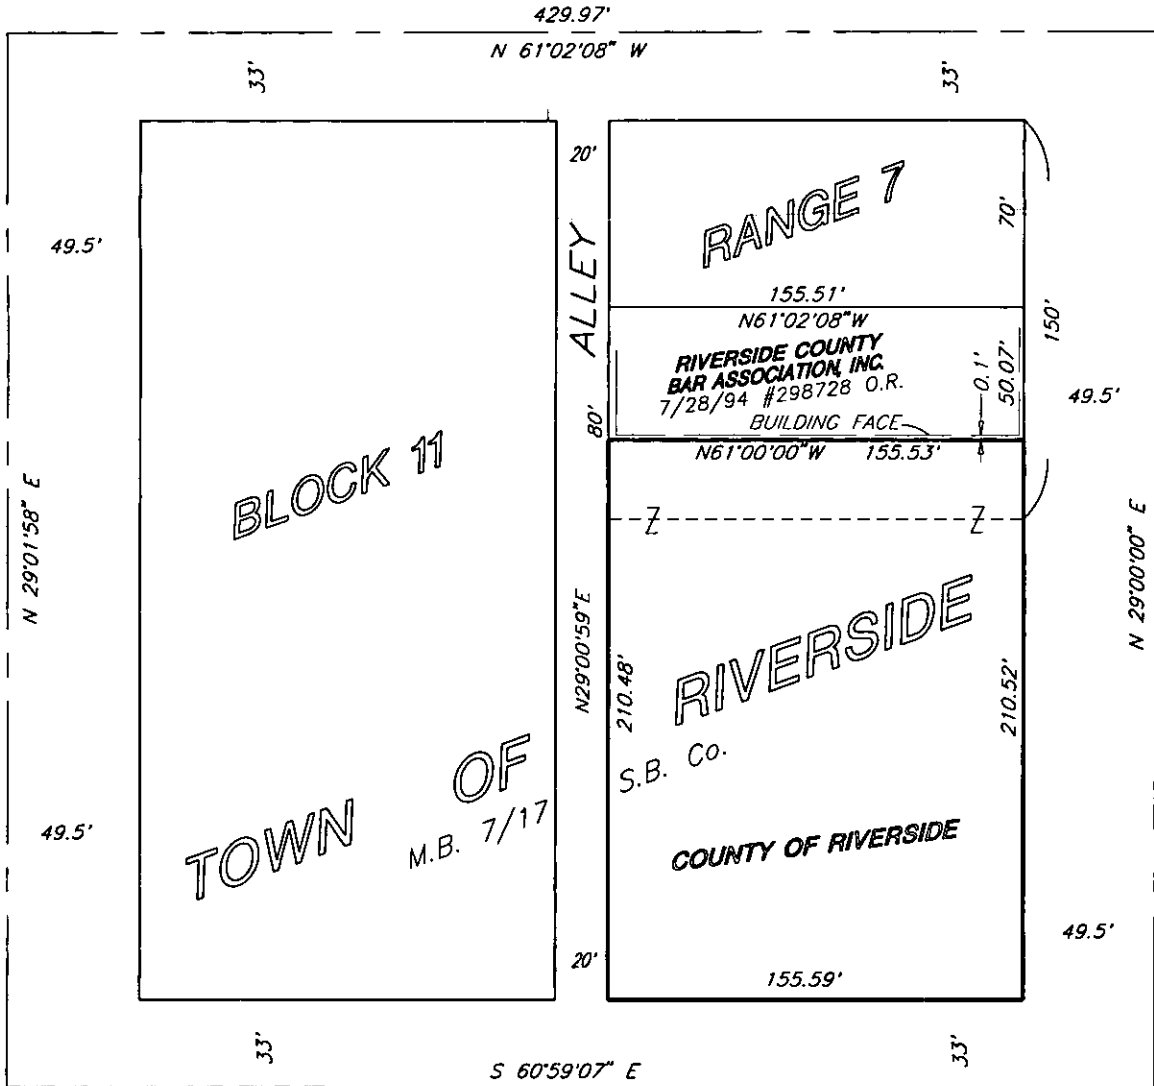 429.97'
N 61°02'08" W
33'
33'
20'
49.5'
ALLEY
RANGE 7
70'
155.51'
N61°02'08"W
150'
RIVERSIDE COUNTY
BAR ASSOCIATION, INC.
7/28/94 #298728 O.R.
0.1'
50.07'
49.5'
BUILDING FACE
80'
N61°00'00"W 155.53'
BLOCK 11
N 29°01'58" E
Z
Z
N 29°00'00" E
N29°00'59"E
210.48'
RIVERSIDE
210.52'
S.B. Co.
OF
TOWN
M.B. 7/17
49.5'
COUNTY OF RIVERSIDE
49.5'
20'
155.59'
33'
33'
S 60°59'07" E